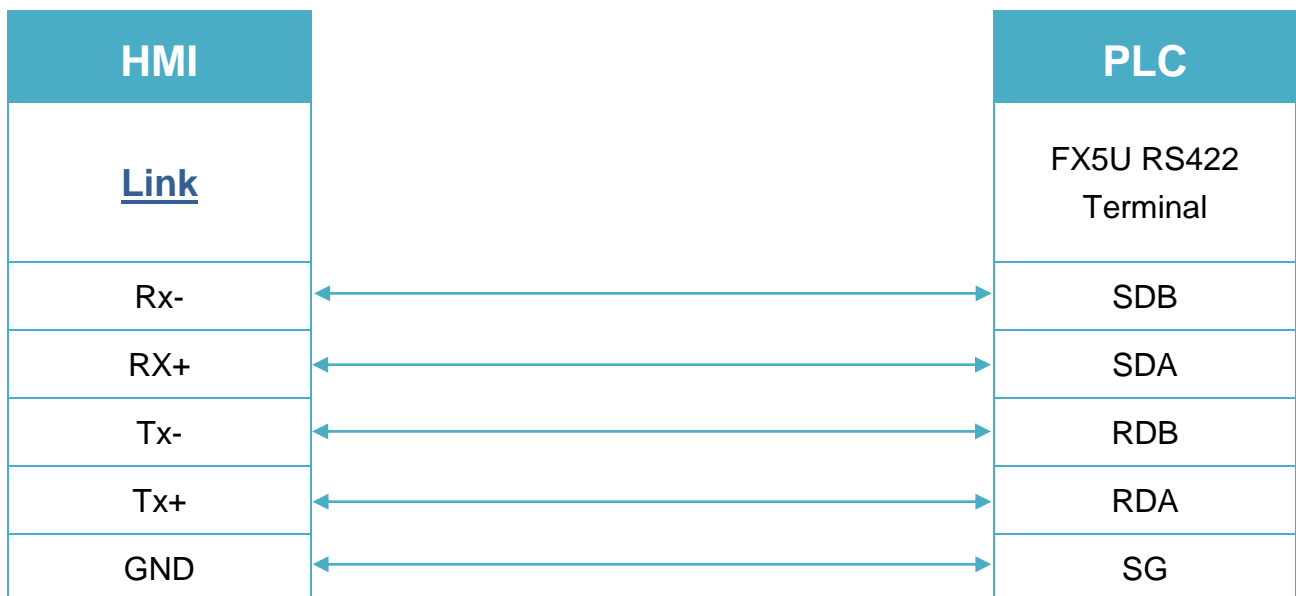 HMI
PLC
Link
FX5U RS422
Terminal
Rx-
SDB
RX+
SDA
Tx-
RDB
Tx+
RDA
GND
SG